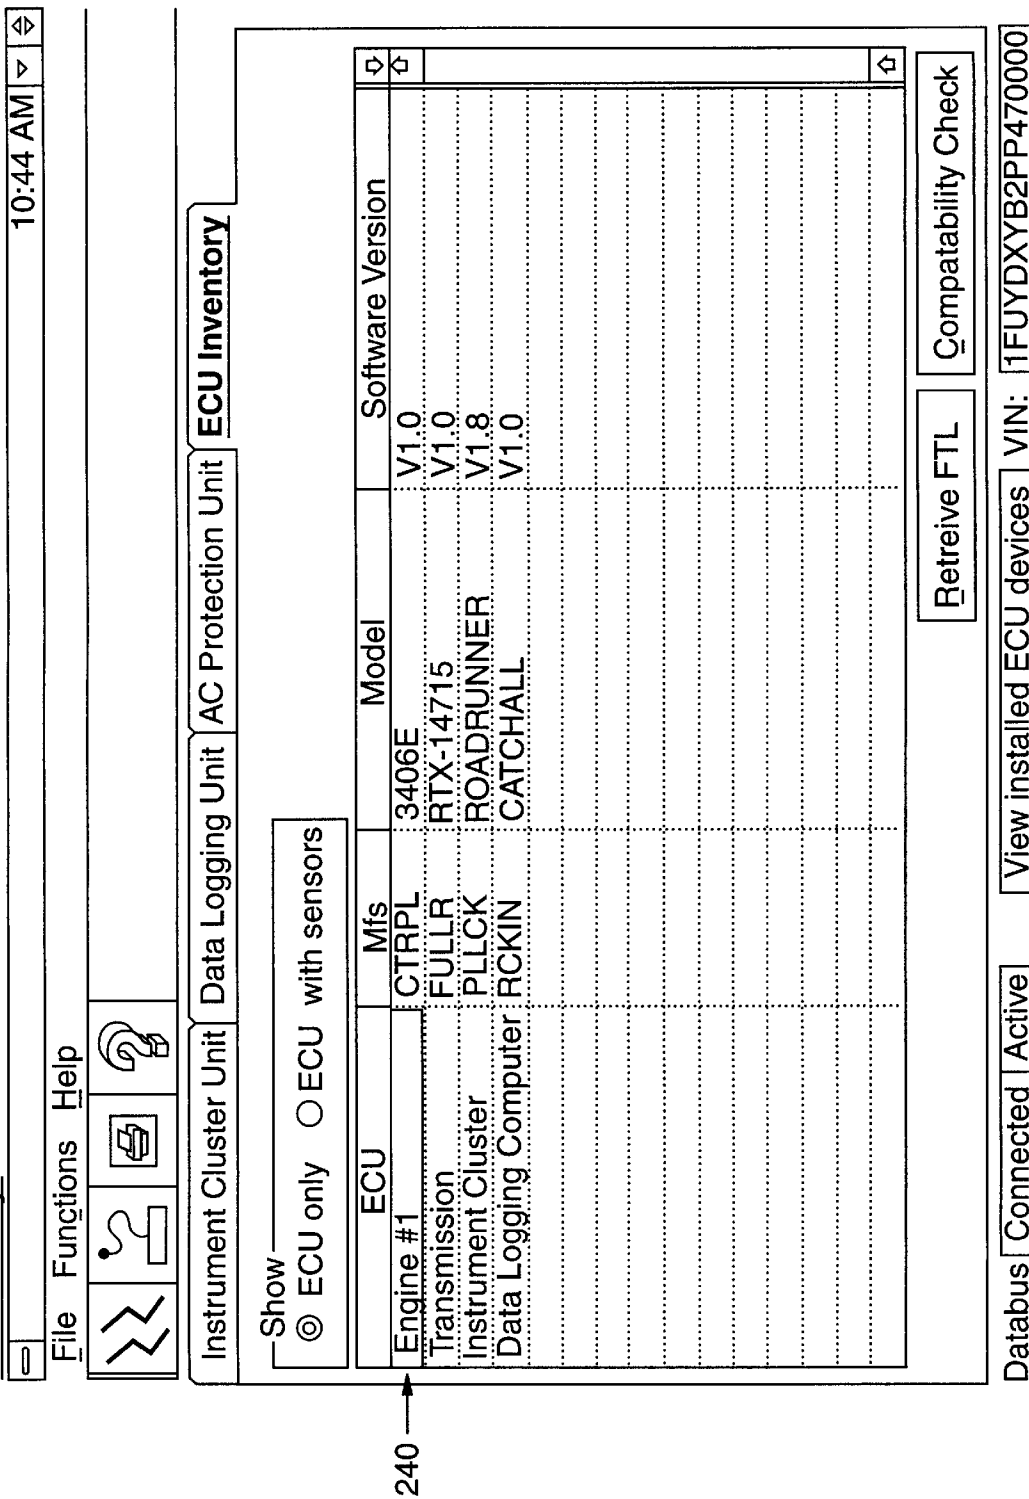 10:44 AM
File Functions Help
Instrument Cluster Unit Data Logging Unit AC Protection Unit ECU Inventory
Show
ECU only ECU with sensors
ECU Mfs Model Software Version
240 Engine #1 CTRPL 3406E V1.0
Transmission FULLR RTX-14715 V1.0
Instrument Cluster PLLCK ROADRUNNER V1.8
Data Logging Computer RCKIN CATCHALL V1.0
Retreive FTL Compatability Check
Databus Connected Active View installed ECU devices VIN: 1FUYDXYB2PP470000